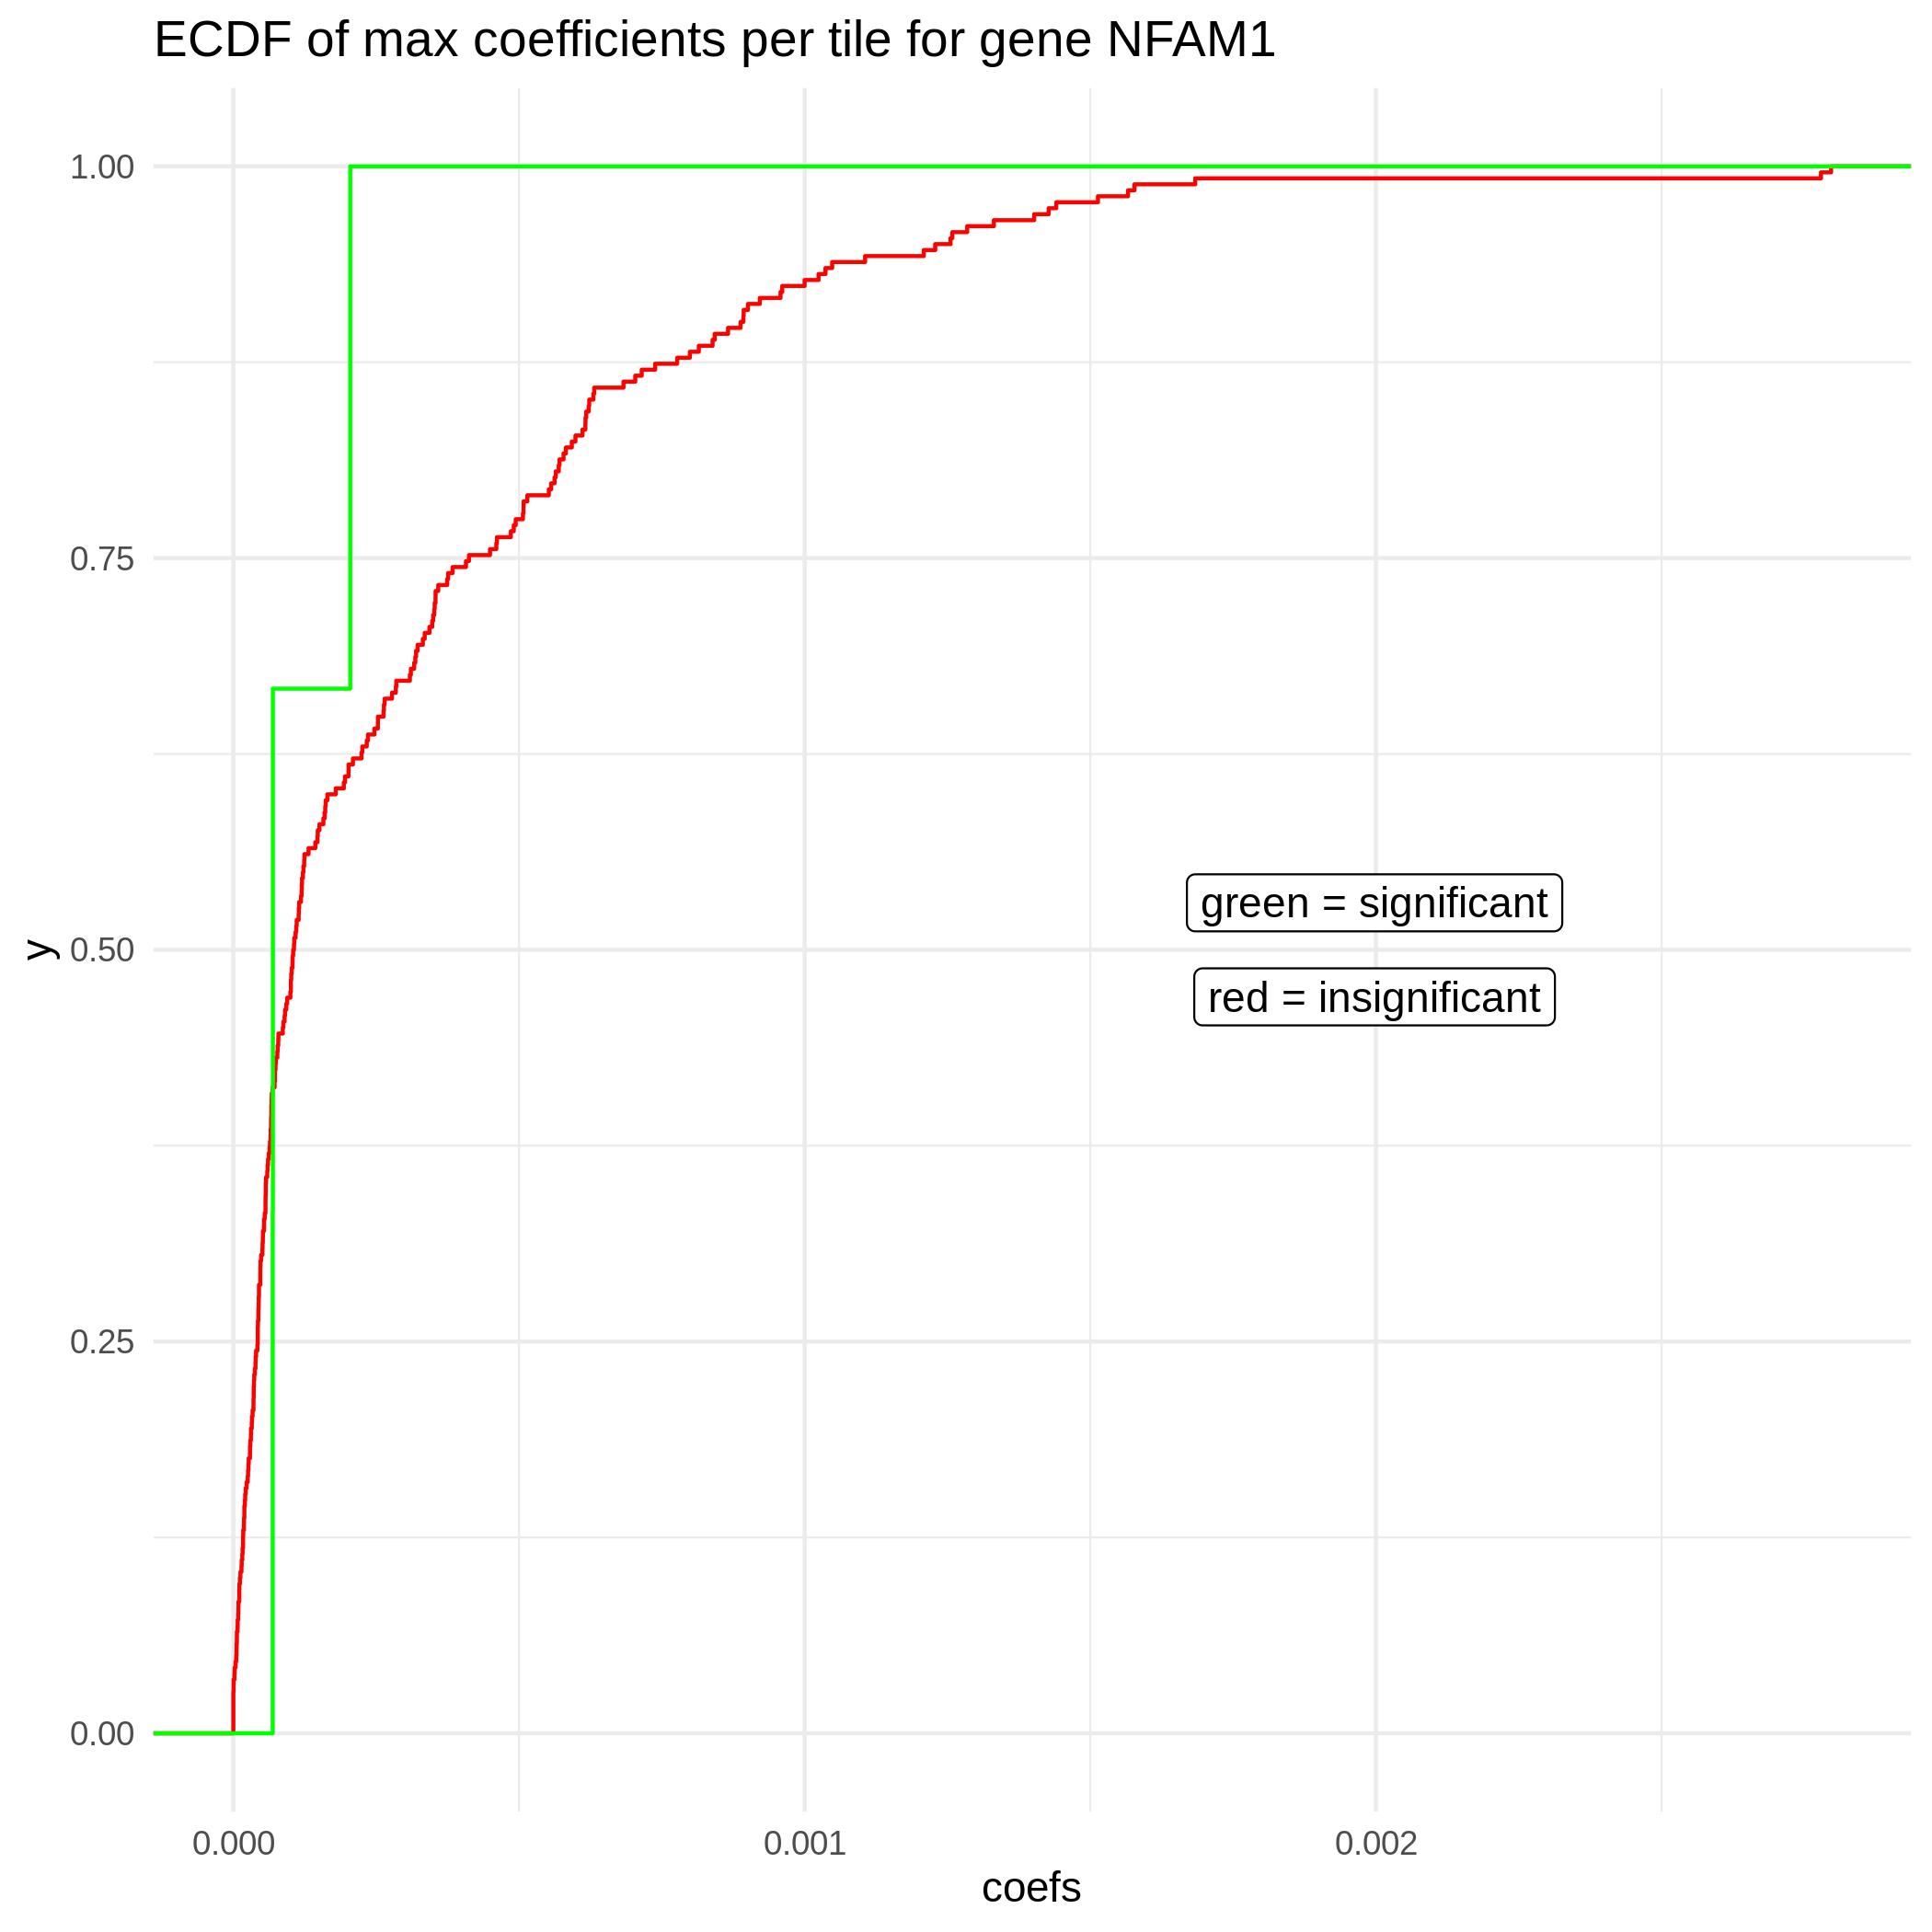 ECDF of max coefficients per tile for gene NFAM1
1.00
0.75
0.50
0.25
0.00
y
green = significant
red = insignificant
0.000
0.001
0.002
coefs